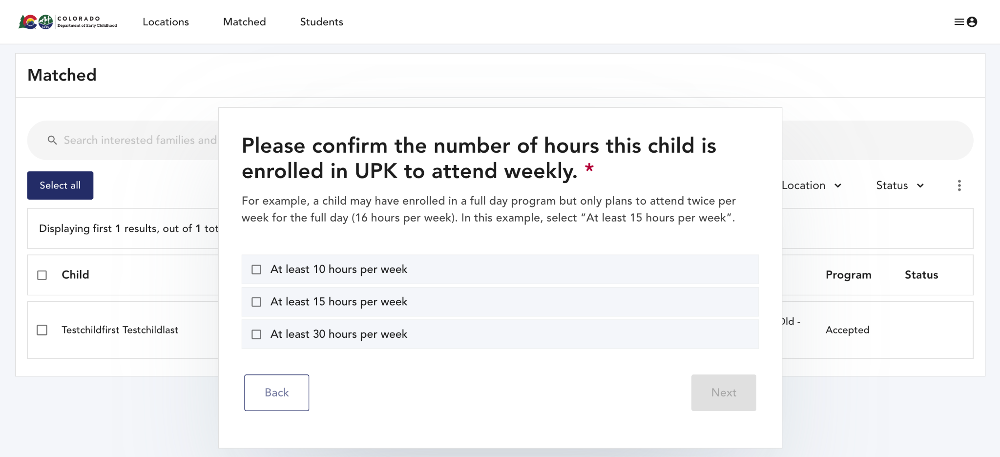 COLORADO
Department of Early Childhood
CDEC
Locations
Matched
Students
Matched
Search interested families and
Select all
Location
Status
Displaying first 1 results, out of 1 tot
Child
Program
Status
Testchildfirst Testchildlast
Old -
Accepted
Please confirm the number of hours this child is
enrolled in UPK to attend weekly. *
For example, a child may have enrolled in a full day program but only plans to attend twice per
week for the full day (16 hours per week). In this example, select “At least 15 hours per week”.
At least 10 hours per week
At least 15 hours per week
At least 30 hours per week
Back
Next